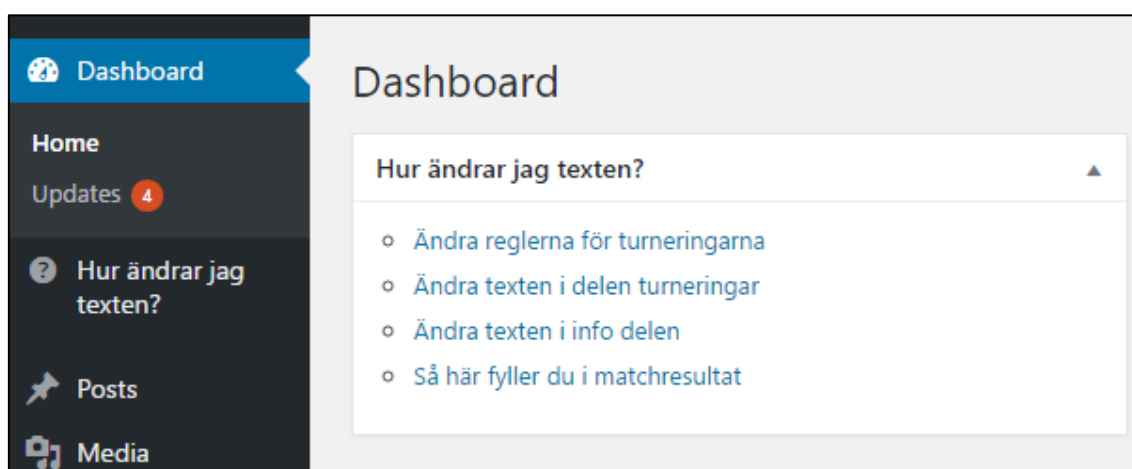 Dashboard
Home
Updates 4
Hur ändrar jag
texten?
Posts
Media
Dashboard
Hur ändrar jag texten?
Ändra reglerna för turneringarna
Ändra texten i delen turneringar
Ändra texten i info delen
Så här fyller du i matchresultat